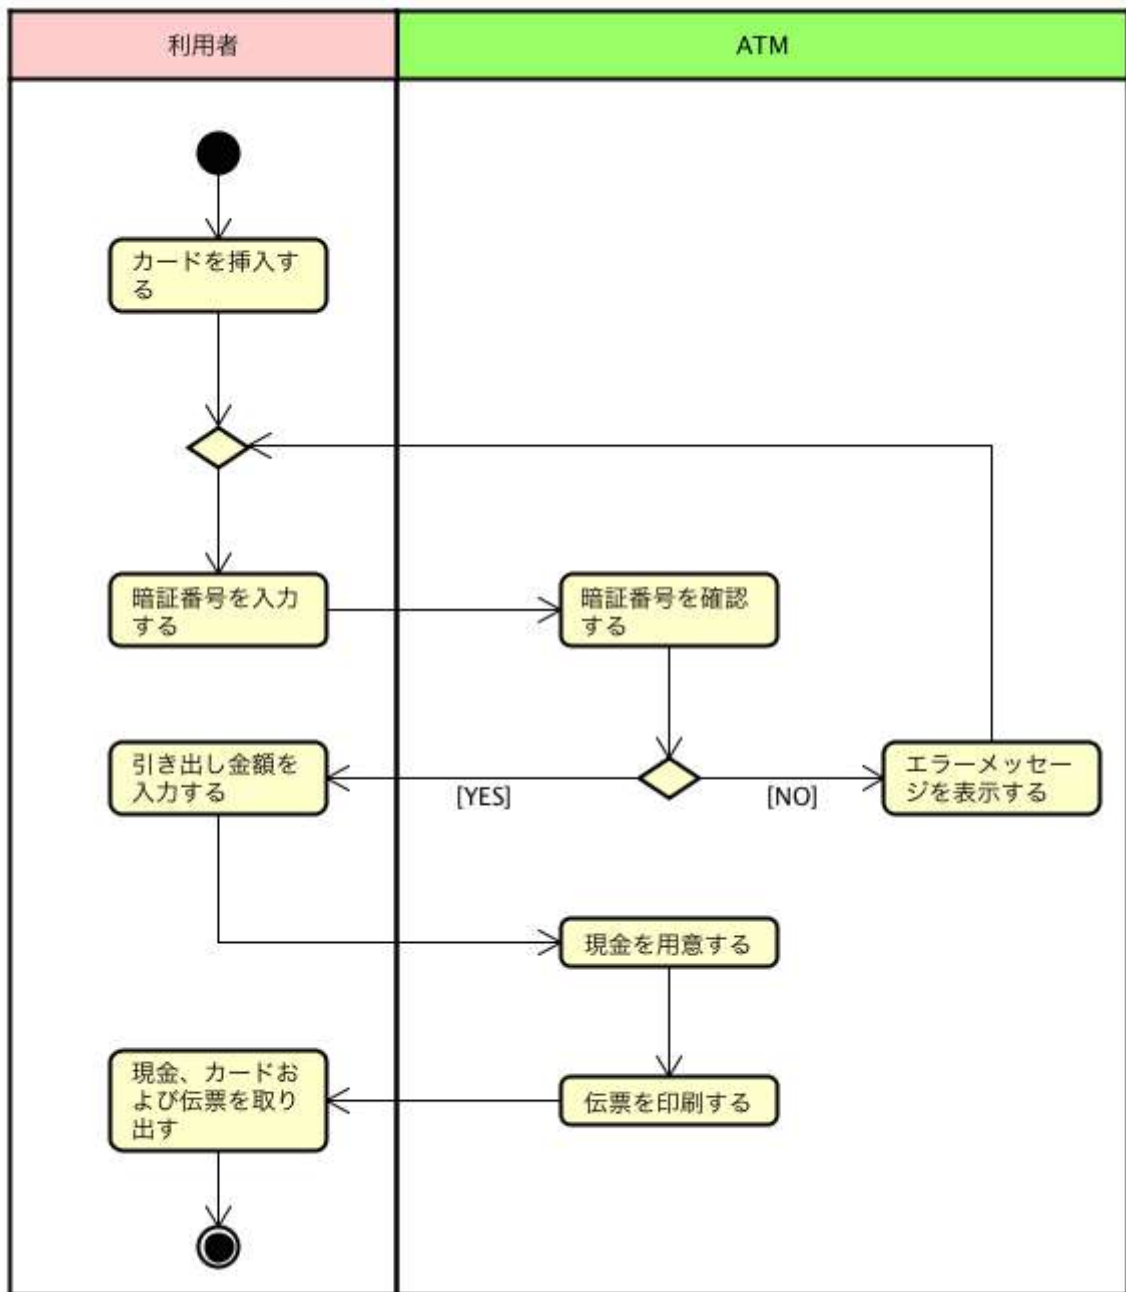 利用者
ATM
カードを挿入す
る
暗証番号を入力
する
暗証番号を確認
する
引き出し金額を
入力する
[YES]
[NO]
エラーメッセー
ジを表示する
現金を用意する
現金、カードお
よび伝票を取り
出す
伝票を印刷する